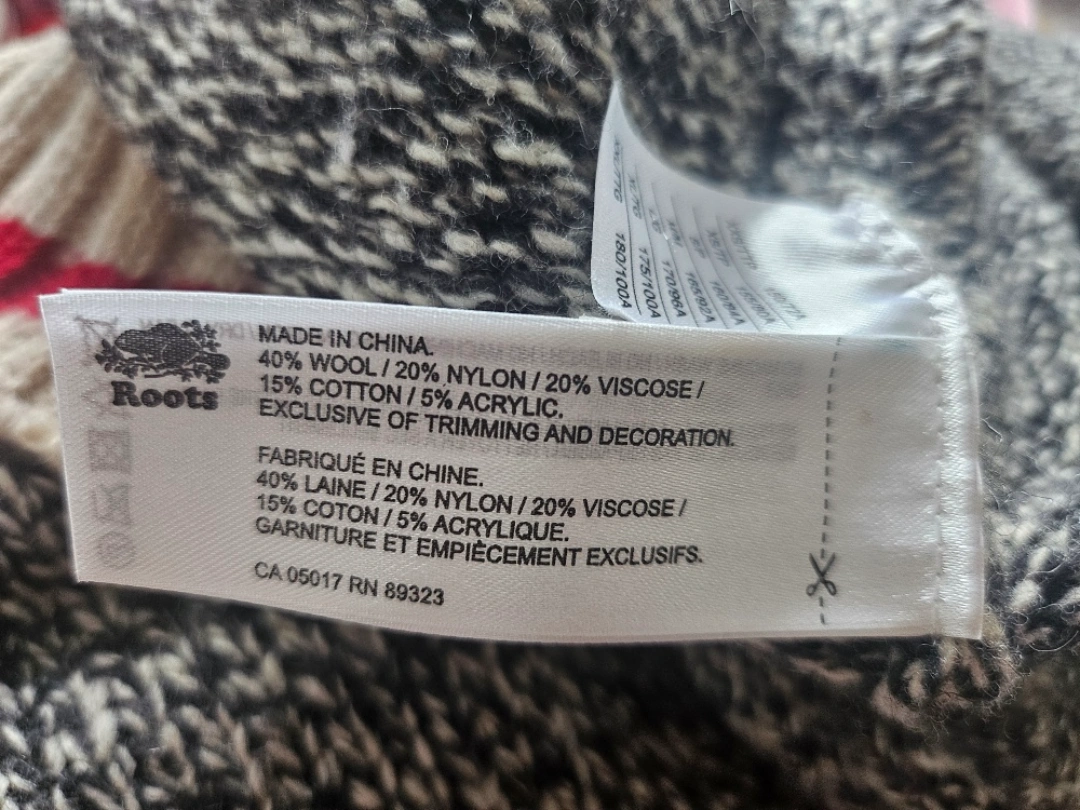 Roots
MADE IN CHINA.
40% WOOL / 20% NYLON / 20% VISCOSE /
15% COTTON / 5% ACRYLIC.
EXCLUSIVE OF TRIMMING AND DECORATION.
FABRIQUÉ EN CHINE.
40% LAINE / 20% NYLON / 20% VISCOSE /
15% COTON / 5% ACRYLIQUE.
GARNITURE ET EMPIÈCEMENT EXCLUSIFS.
CA 05017 RN 89323
180/100A
175/100A
170/96A